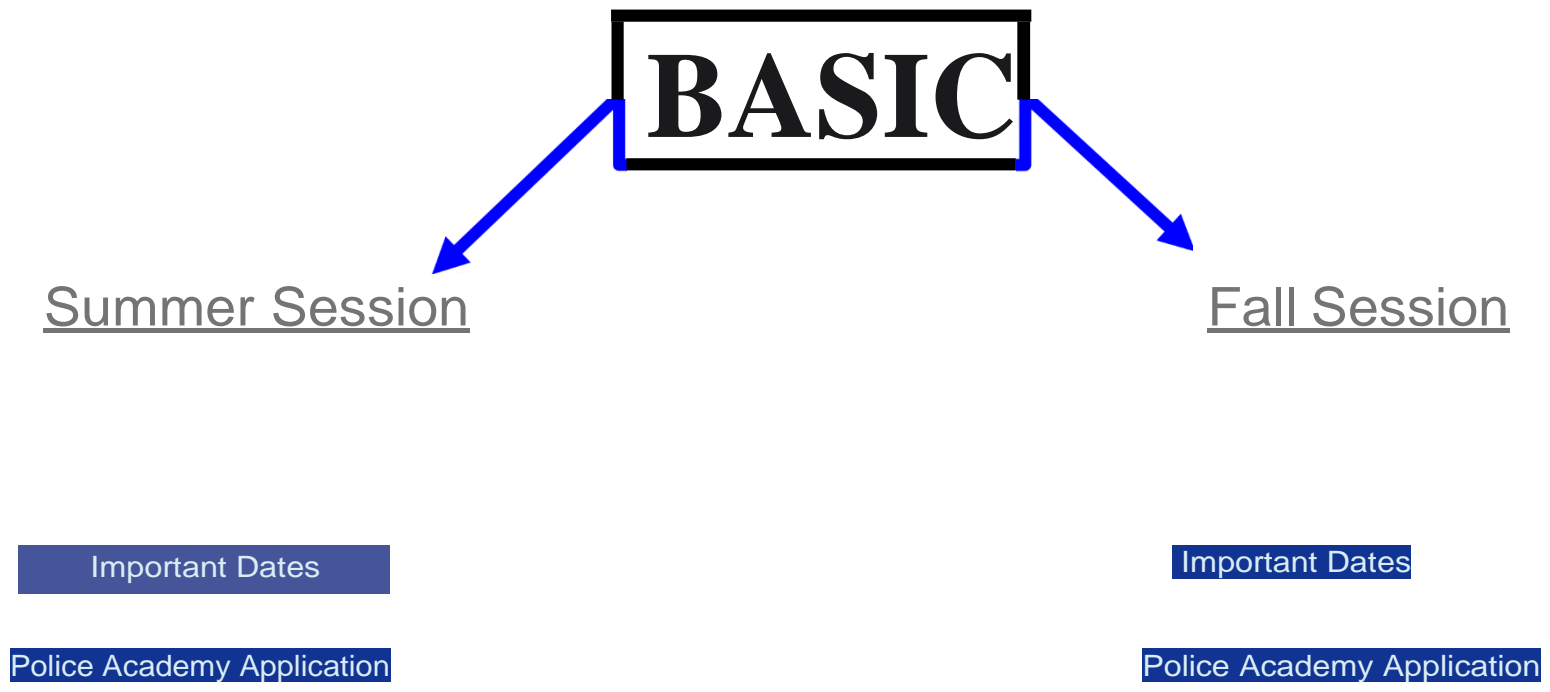 BASIC
Summer Session
Fall Session
Important Dates
Important Dates
Police Academy Application
Police Academy Application